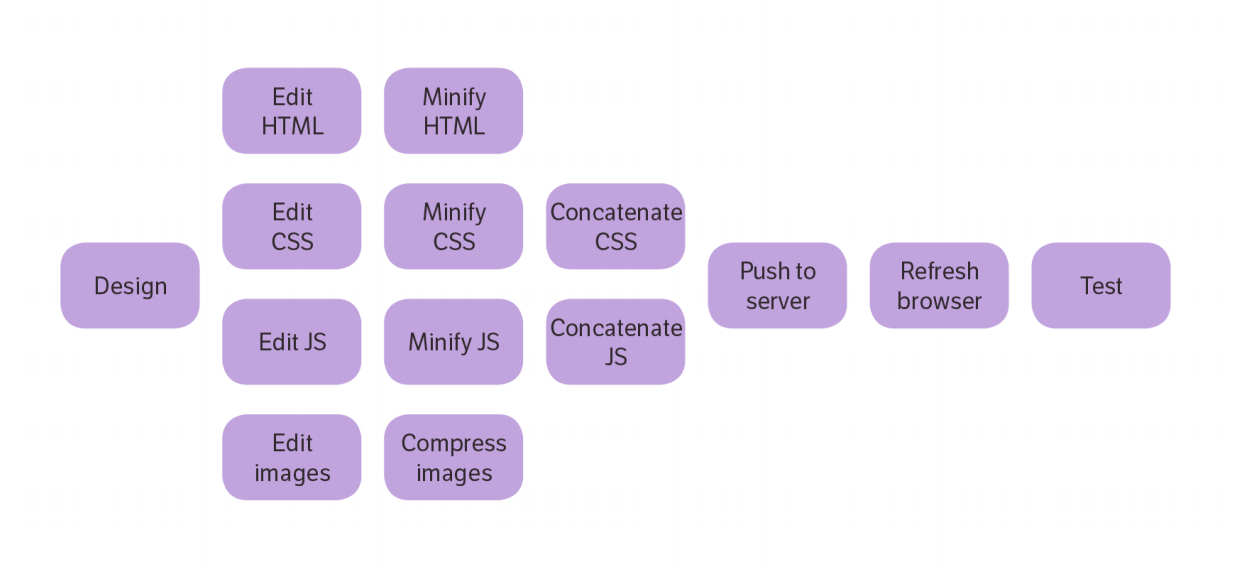 Design
Edit
HTML
Minify
HTML
Edit
CSS
Minify
CSS
Concatenate
CSS
Edit JS
Minify JS
Concatenate
JS
Edit
images
Compress
images
Push to
server
Refresh
browser
Test